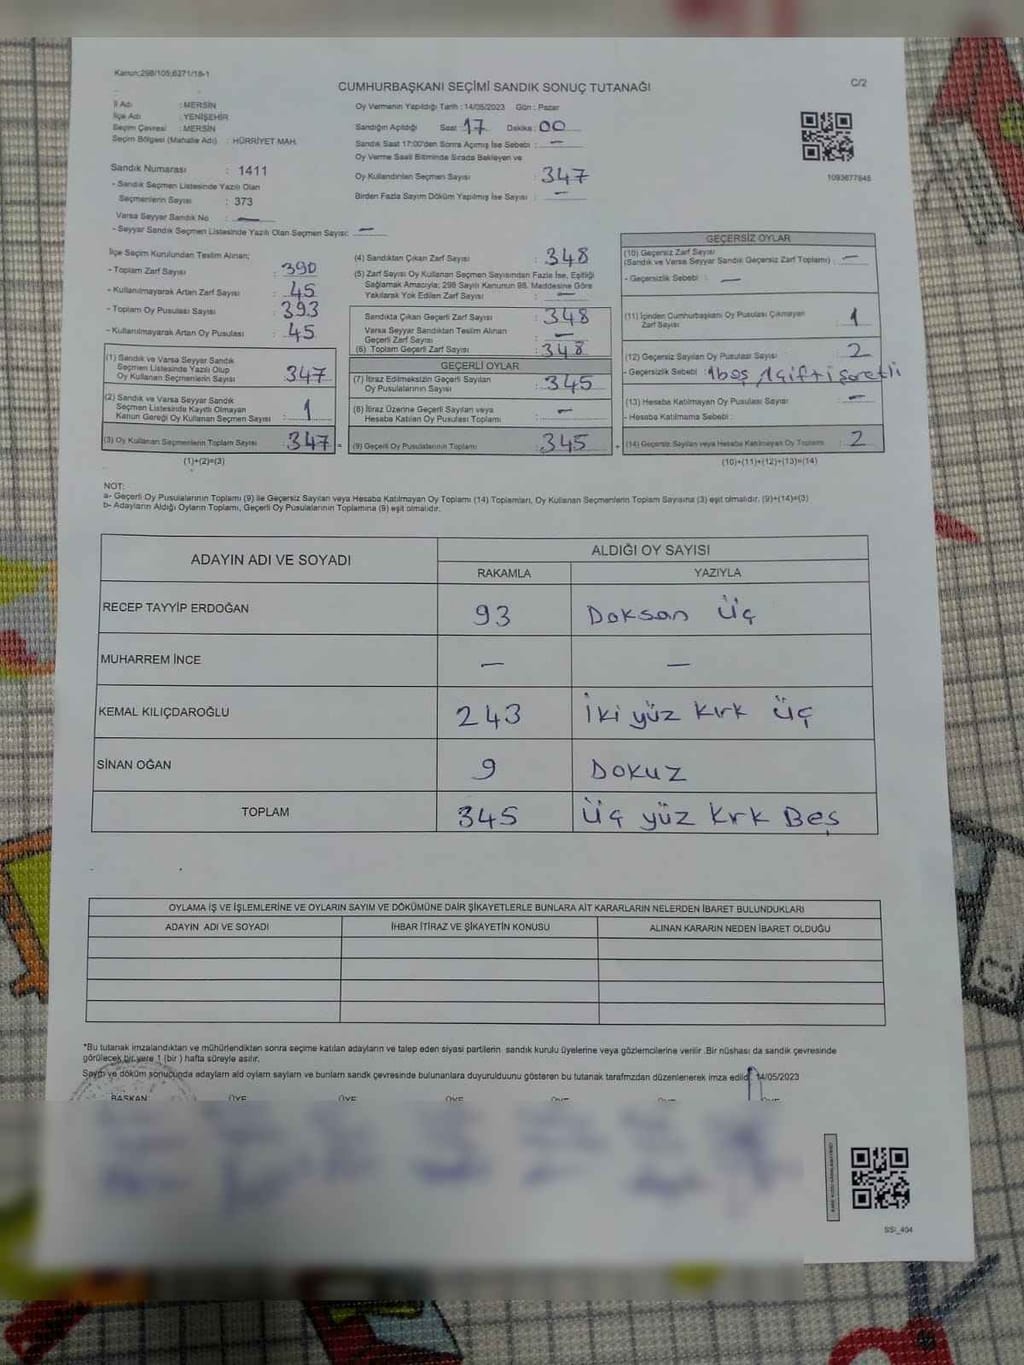 Kanun:298/105;6271/18-1
CUMHURBAŞKANI SEÇİMİ SANDIK SONUÇ TUTANAĞI
C/2
İl Adı : MERSİN
İlçe Adı : YENİŞEHİR
Seçim Çevresi : MERSİN
Seçim Bölgesi (Mahalle Adı) : HÜRRİYET MAH.
Sandık Numarası : 1411
- Sandık Seçmen Listesinde Yazılı Olan
Seçmenlerin Sayısı : 373
Varsa Seyyar Sandık No : —
- Seyyar Sandık Seçmen Listesinde Yazılı Olan Seçmen Sayısı: —
Oy Vermenin Yapıldığı Tarih : 14/05/2023 Gün : Pazar
Sandığın Açıldığı Saat : 17 Dakika : 00
Sandık Saat 17:00'den Sonra Açılmış İse Sebebi : —
Oy Verme Saati Bitiminde Sırada Bekleyen ve
Oy Kullandırılan Seçmen Sayısı : 347
Birden Fazla Sayım Döküm Yapılmış İse Sayısı : —
1093677845
İlçe Seçim Kurulundan Teslim Alınan;
- Toplam Zarf Sayısı : 390
- Kullanılmayarak Artan Zarf Sayısı : 45
- Toplam Oy Pusulası Sayısı : 393
- Kullanılmayarak Artan Oy Pusulası : 45
(1) Sandık ve Varsa Seyyar Sandık
Seçmen Listesinde Yazılı Olup
Oy Kullanan Seçmenlerin Sayısı : 347
(2) Sandık ve Varsa Seyyar Sandık
Seçmen Listesinde Kayıtlı Olmayan
Kanun Gereği Oy Kullanan Seçmen Sayısı : 1
(3) Oy Kullanan Seçmenlerin Toplam Sayısı : 347 =
(1)+(2)=(3)
(4) Sandıktan Çıkan Zarf Sayısı : 348
(5) Zarf Sayısı Oy Kullanan Seçmen Sayısından Fazla İse, Eşitliği
Sağlamak Amacıyla; 298 Sayılı Kanunun 98. Maddesine Göre
Yakılarak Yok Edilen Zarf Sayısı : —
Sandıkta Çıkan Geçerli Zarf Sayısı : 348
Varsa Seyyar Sandıktan Teslim Alınan
Geçerli Zarf Sayısı : —
(6) Toplam Geçerli Zarf Sayısı : 348
GEÇERLİ OYLAR
(7) İtiraz Edilmeksizin Geçerli Sayılan
Oy Pusulalarının Sayısı : 345
(8) İtiraz Üzerine Geçerli Sayılan veya
Hesaba Katılan Oy Pusulası Toplamı : —
(9) Geçerli Oy Pusulalarının Toplamı : 345 +
GEÇERSİZ OYLAR
(10) Geçersiz Zarf Sayısı
(Sandık ve Varsa Seyyar Sandık Geçersiz Zarf Toplamı) : —
- Geçersizlik Sebebi : —
(11) İçinden Cumhurbaşkanı Oy Pusulası Çıkmayan
Zarf Sayısı : 1
(12) Geçersiz Sayılan Oy Pusulası Sayısı : 2
- Geçersizlik Sebebi : 1boş / 1çift işaretli
(13) Hesaba Katılmayan Oy Pusulası Sayısı : —
- Hesaba Katılmama Sebebi :
(14) Geçersiz Sayılan veya Hesaba Katılmayan Oy Toplamı : 2
(10)+(11)+(12)+(13)=(14)
NOT:
a- Geçerli Oy Pusulalarının Toplamı (9) ile Geçersiz Sayılan veya Hesaba Katılmayan Oy Toplamı (14) Toplamları, Oy Kullanan Seçmenlerin Toplam Sayısına (3) eşit olmalıdır. (9)+(14)=(3)
b- Adayların Aldığı Oyların Toplamı, Geçerli Oy Pusulalarının Toplamına (9) eşit olmalıdır.
ADAYIN ADI VE SOYADI ALDIĞI OY SAYISI
RAKAMLA YAZIYLA
RECEP TAYYİP ERDOĞAN 93 Doksan üç
MUHARREM İNCE — —
KEMAL KILIÇDAROĞLU 243 İki yüz kırk üç
SİNAN OĞAN 9 Dokuz
TOPLAM 345 Üç yüz kırk Beş
OYLAMA İŞ VE İŞLEMLERİNE VE OYLARIN SAYIM VE DÖKÜMÜNE DAİR ŞİKAYETLERLE BUNLARA AİT KARARLARIN NELERDEN İBARET BULUNDUKLARI
ADAYIN ADI VE SOYADI İHBAR İTİRAZ VE ŞİKAYETİN KONUSU ALINAN KARARIN NEDEN İBARET OLDUĞU
*Bu tutanak imzalandıktan ve mühürlendikten sonra seçime katılan adayların ve talep eden siyasi partilerin sandık kurulu üyelerine veya gözlemcilerine verilir .Bir nüshası da sandık çevresinde
görülecek bir yere 1 (bir ) hafta süreyle asılır.
Sayım ve döküm sonucunda adayların ald oyların sayıların ve bunların sandk çevresinde bulunanlara duyurulduunu gösteren bu tutanak tarafmzdan düzenlenerek imza edild. 14/05/2023
BAŞKAN ÜYE ÜYE ÜYE ÜYE ÜYE ÜYE
SSI_404